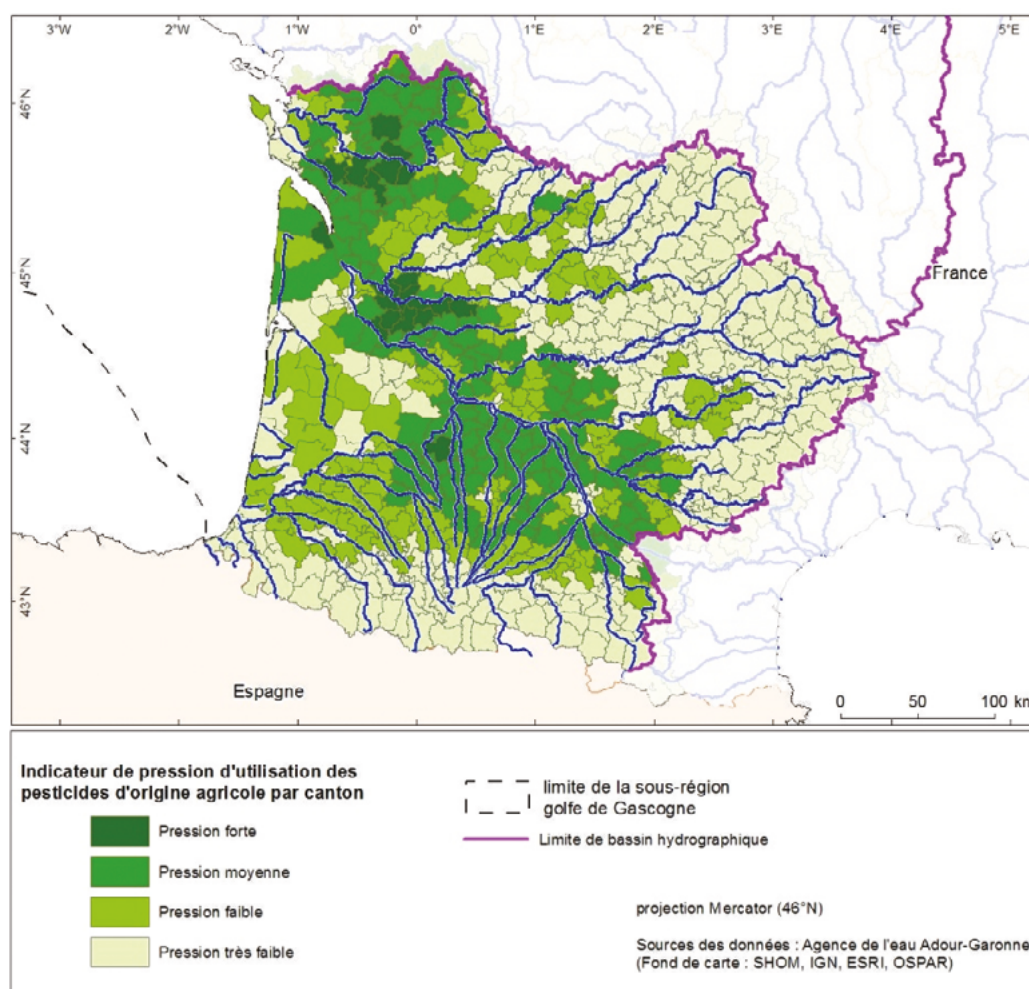 3°W 2°W 1°W 0° 1°E 2°E 3°E 4°E 5°E
46°N
45°N
France
44°N
43°N
Espagne
0 50 100 km
Indicateur de pression d'utilisation des
pesticides d'origine agricole par canton
Pression forte
Pression moyenne
Pression faible
Pression très faible
limite de la sous-région
golfe de Gascogne
Limite de bassin hydrographique
projection Mercator (46°N)
Sources des données : Agence de l'eau Adour-Garonne
(Fond de carte : SHOM, IGN, ESRI, OSPAR)